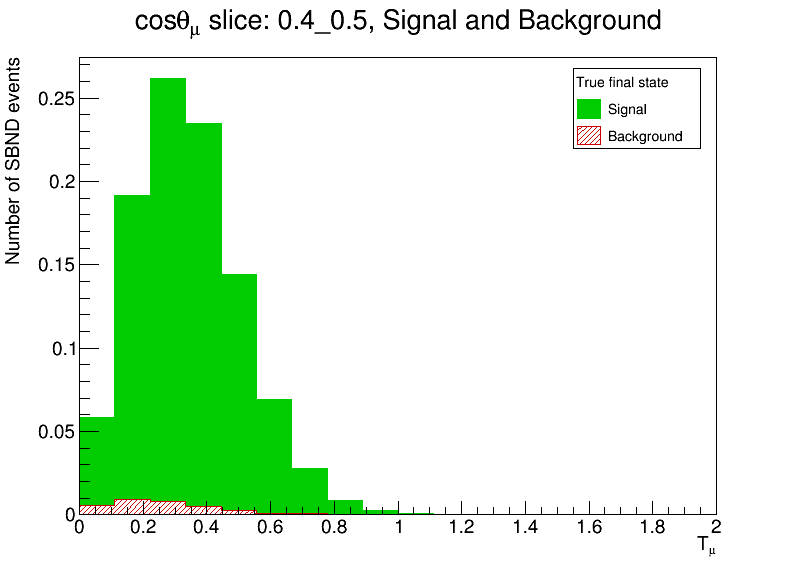 cosθμ slice: 0.4_0.5, Signal and Background
Number of SBND events
True final state
Signal
Background
0.25
0.2
0.15
0.1
0.05
0
0 0.2 0.4 0.6 0.8 1 1.2 1.4 1.6 1.8 2
Tμ